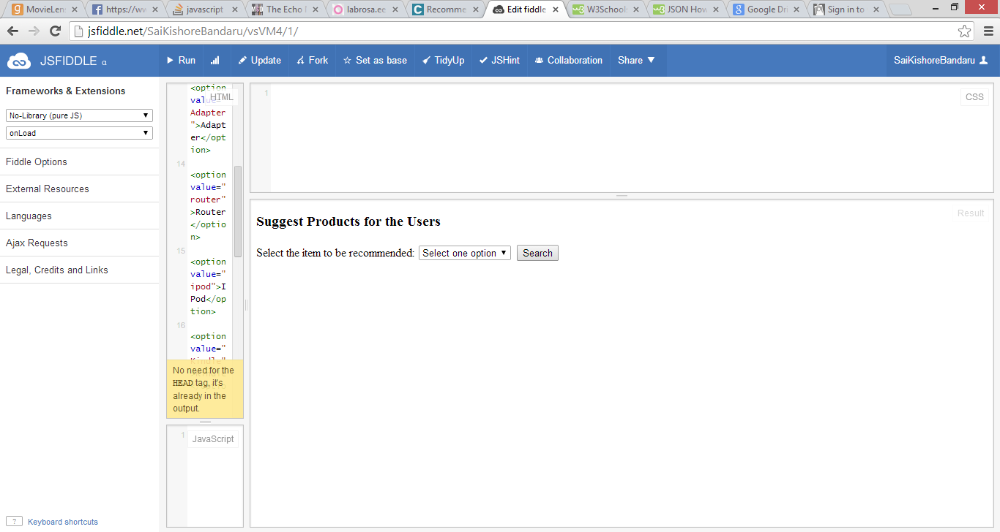 MovieLens
https://ww
javascript
The Echo
labrosa.ee
Recomme
Edit fiddle
W3School
JSON How
Google Dri
Sign in to
jsfiddle.net/SaiKishoreBandaru/vsVM4/1/
JSFIDDLE α
Run
Update
Fork
Set as base
TidyUp
JSHint
Collaboration
Share
SaiKishoreBandaru
Frameworks & Extensions
No-Library (pure JS)
onLoad
Fiddle Options
External Resources
Languages
Ajax Requests
Legal, Credits and Links
? Keyboard shortcuts
HTML
<option
value="
Adapter
">Adapt
er</opt
ion>
14
<option
value="
router"
>Router
</optio
n>
15
<option
value="
ipod">I
Pod</op
tion>
16
<option
value="
Kindle"
No need for the
HEAD tag, it's
already in the
output.
1
JavaScript
1
CSS
Result
Suggest Products for the Users
Select the item to be recommended: Select one option Search